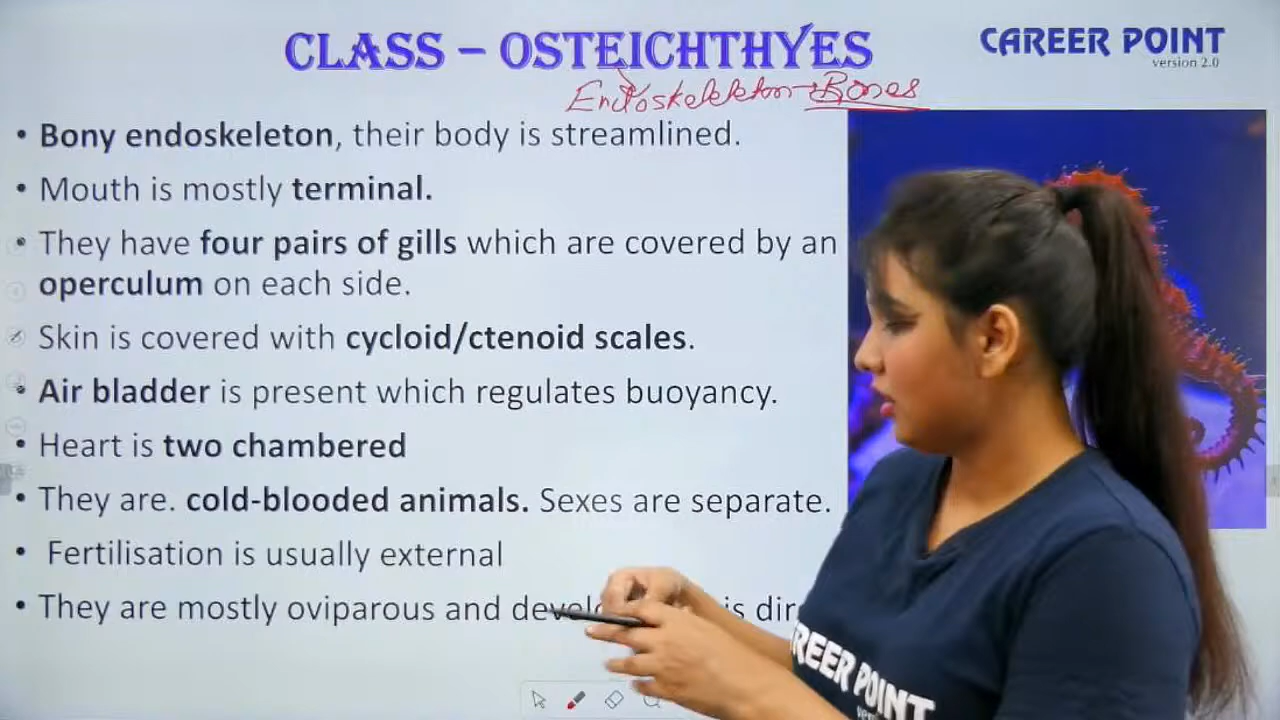 CLASS – OSTEICHTHYES
CAREER POINT
version 2.0
Endoskeleton → Bones
• Bony endoskeleton, their body is streamlined.
• Mouth is mostly terminal.
• They have four pairs of gills which are covered by an
operculum on each side.
Skin is covered with cycloid/ctenoid scales.
• Air bladder is present which regulates buoyancy.
• Heart is two chambered
• They are. cold-blooded animals. Sexes are separate.
• Fertilisation is usually external
• They are mostly oviparous and is
CAREER POINT